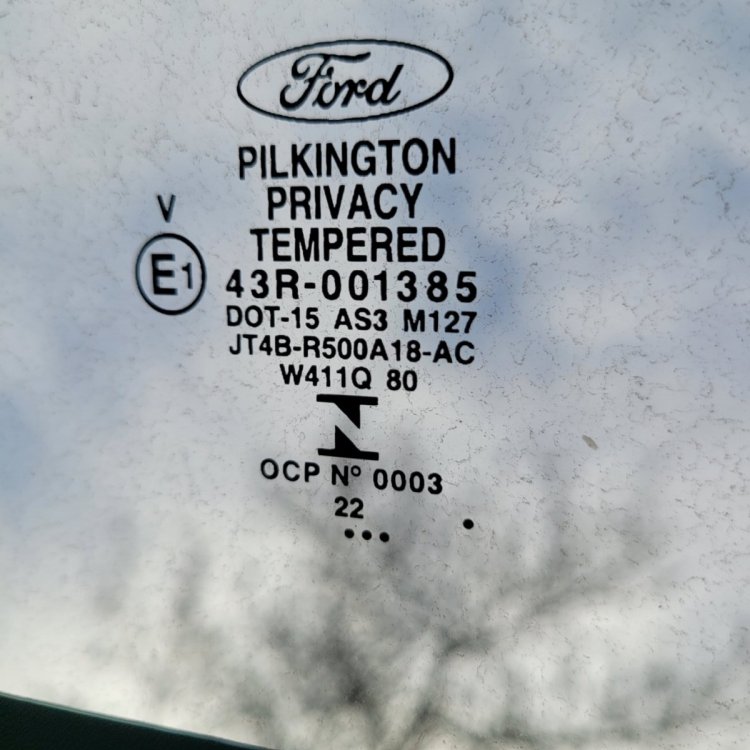 Ford
PILKINGTON
PRIVACY
TEMPERED
V
E1
43R-001385
DOT-15 AS3 M127
JT4B-R500A18-AC
W411Q 80
OCP Nº 0003
22